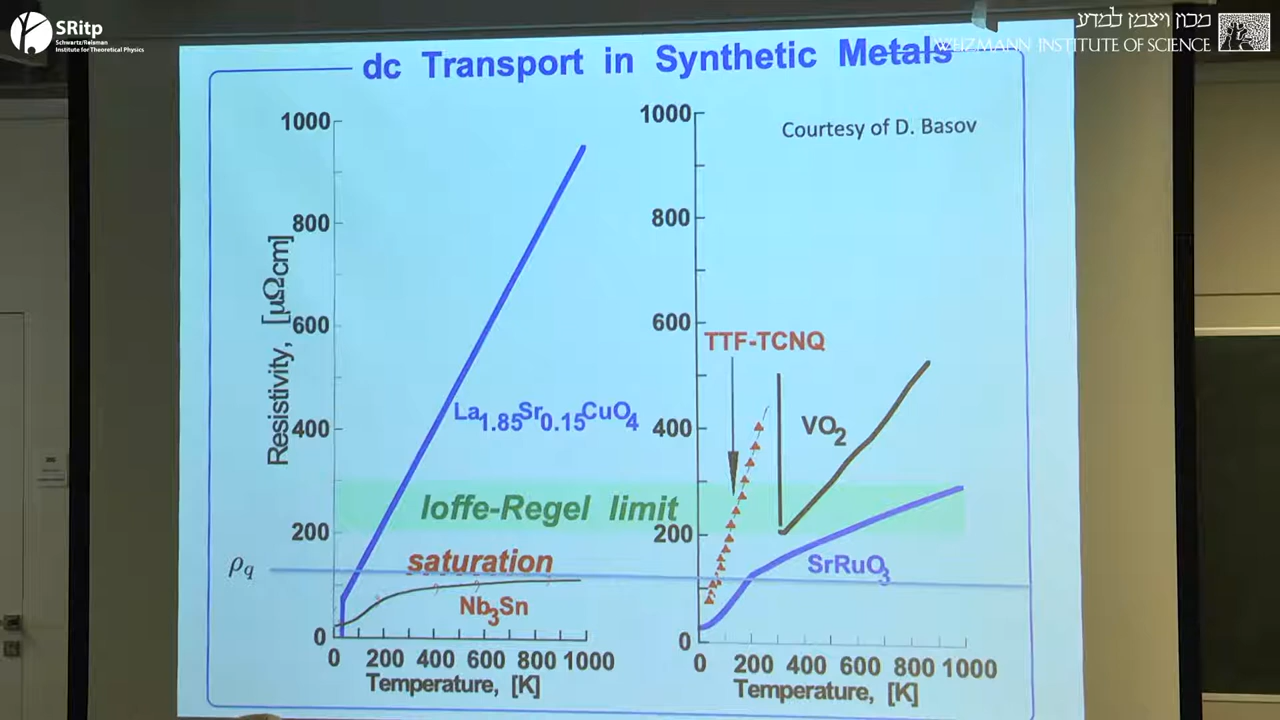 SRitp
Schwartz/Reisman
Institute for Theoretical Physics
מכון ויצמן למדע
WEIZMANN INSTITUTE OF SCIENCE
dc Transport in Synthetic Metals
Courtesy of D. Basov
1000
800
600
400
200
0
Resistivity, [μΩcm]
La1.85Sr0.15CuO4
Ioffe-Regel limit
saturation
ρq
Nb3Sn
0 200 400 600 800 1000
Temperature, [K]
1000
800
600
400
200
0
TTF-TCNQ
VO2
SrRuO3
0 200 400 600 800 1000
Temperature, [K]